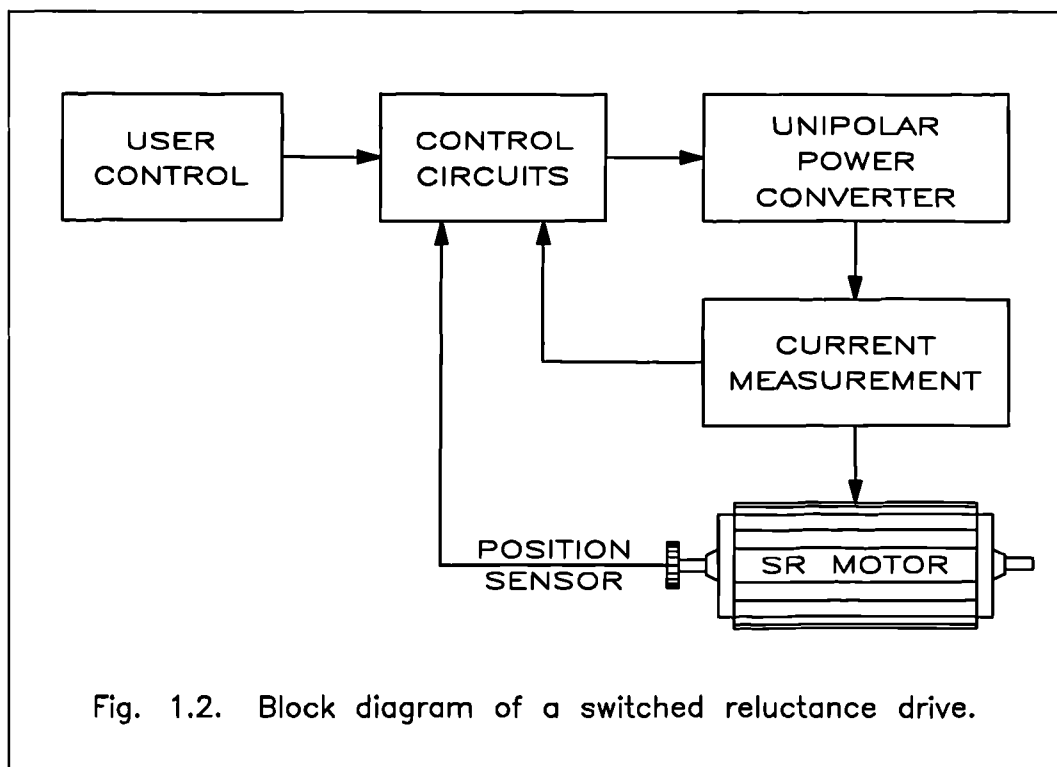 USER
CONTROL
CONTROL
CIRCUITS
UNIPOLAR
POWER
CONVERTER
CURRENT
MEASUREMENT
POSITION
SENSOR
SR MOTOR
Fig. 1.2. Block diagram of a switched reluctance drive.